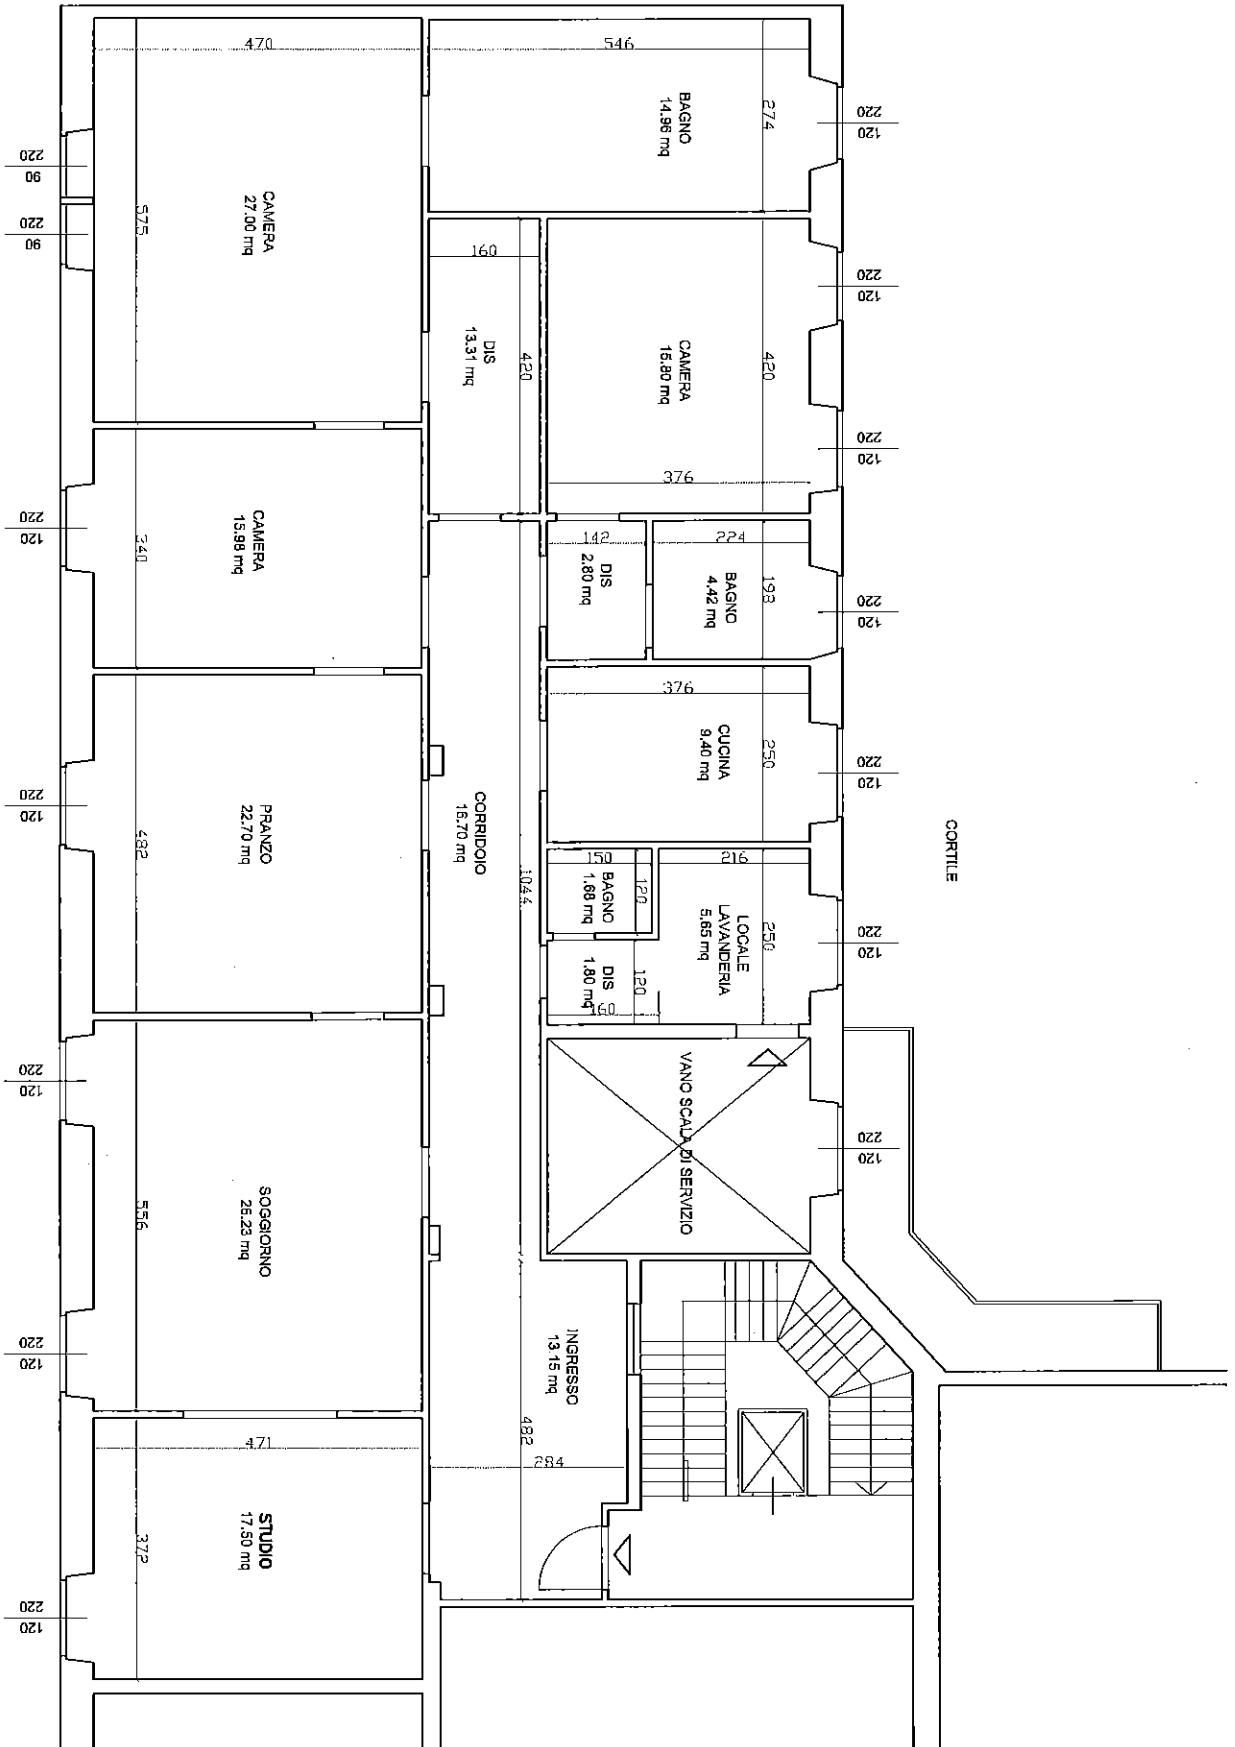 470
546
BAGNO
14.96 mq
274
220
120
220
90
220
90
CAMERA
27.00 mq
575
160
DIS
13.31 mq
420
CAMERA
15.80 mq
420
376
220
120
220
120
220
120
CAMERA
15.98 mq
340
142
DIS
2.80 mq
224
BAGNO
4.42 mq
198
220
120
376
CUCINA
9.40 mq
250
220
120
220
120
PRANZO
22.70 mq
482
CORRIDOIO
16.70 mq
1044
150
BAGNO
1.68 mq
120
216
LOCALE
LAVANDERIA
5.65 mq
250
220
120
CORTILE
DIS
1.80 mq
120
160
VANO SCALA DI SERVIZIO
220
120
220
120
SOGGIORNO
26.23 mq
556
220
120
INGRESSO
13.15 mq
482
284
471
STUDIO
17.50 mq
372
220
120